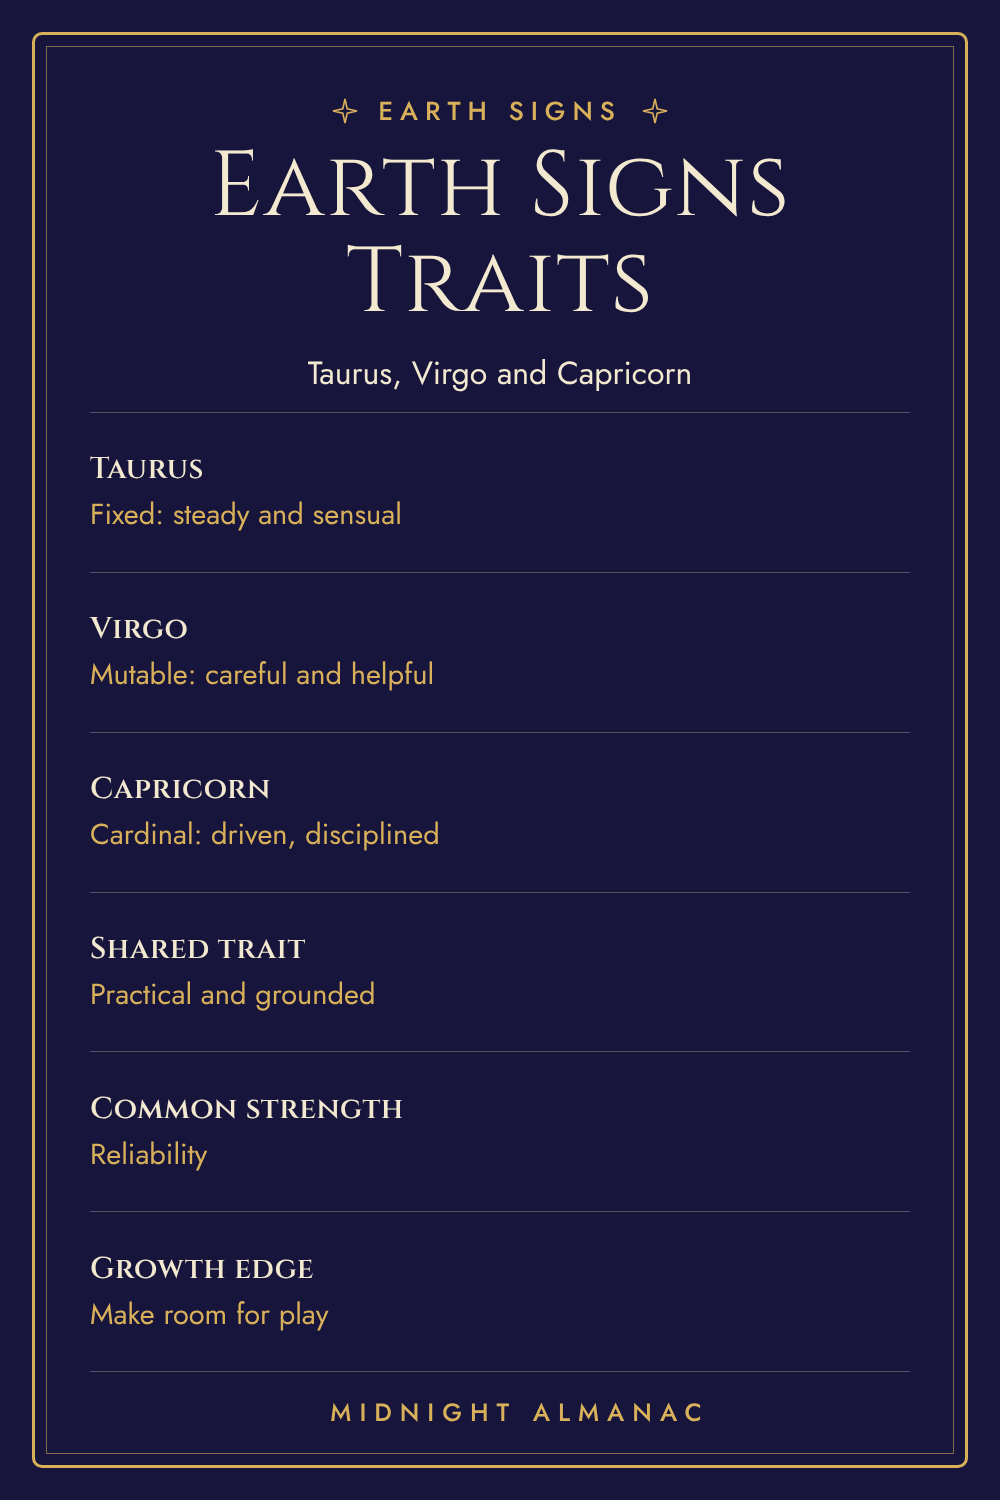 EARTH SIGNS
Earth Signs
Traits
Taurus, Virgo and Capricorn
Taurus
Fixed: steady and sensual
Virgo
Mutable: careful and helpful
Capricorn
Cardinal: driven, disciplined
Shared trait
Practical and grounded
Common strength
Reliability
Growth edge
Make room for play
MIDNIGHT ALMANAC